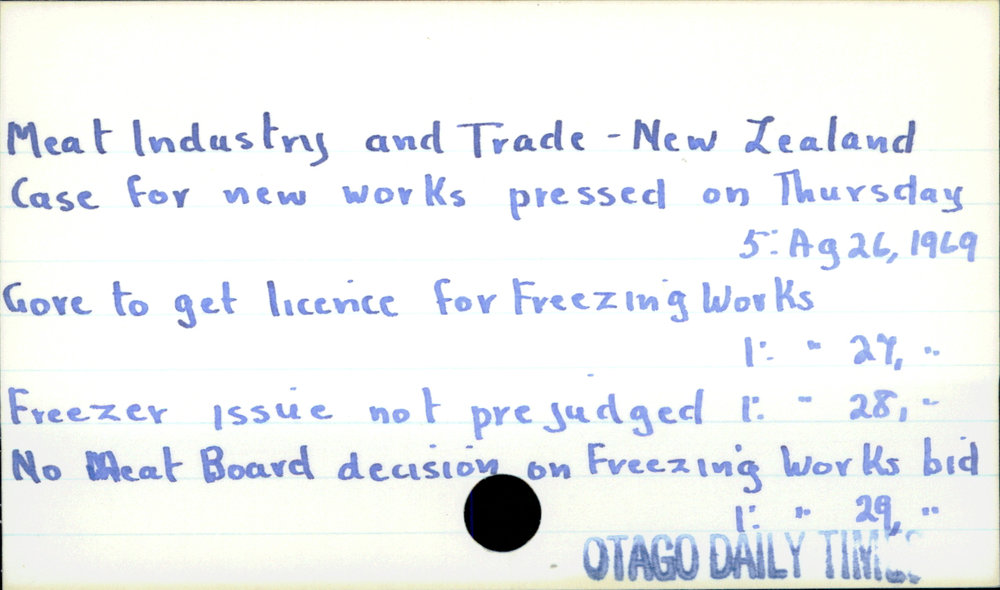 Meat Industry and Trade - New Zealand
Case for new works pressed on Thursday
5: Ag 26, 1969
Gore to get licence for Freezing Works
1: " 27, "
Freezer issue not prejudged 1: " 28, "
No Meat Board decision on Freezing Works bid
1: " 29, "
OTAGO DAILY TIMES